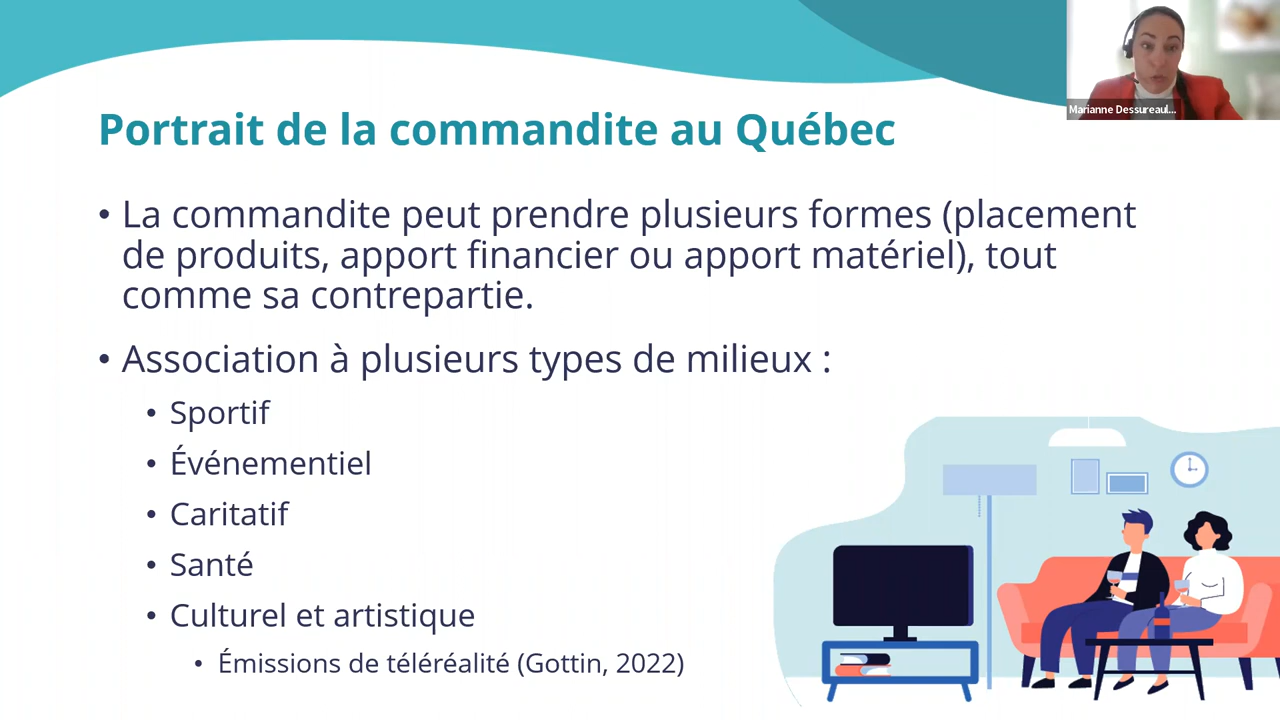 Marianne Dessureaul...
Portrait de la commandite au Québec
• La commandite peut prendre plusieurs formes (placement
de produits, apport financier ou apport matériel), tout
comme sa contrepartie.
• Association à plusieurs types de milieux :
• Sportif
• Événementiel
• Caritatif
• Santé
• Culturel et artistique
• Émissions de téléréalité (Gottin, 2022)